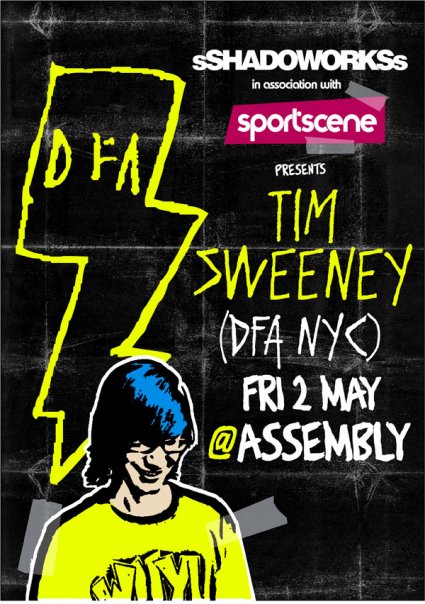 sSHADOWORKSs
in association with
sportscene
PRESENTS
DFA
TIM
SWEENEY
(DFA NYC)
FRI 2 MAY
@ASSEMBLY